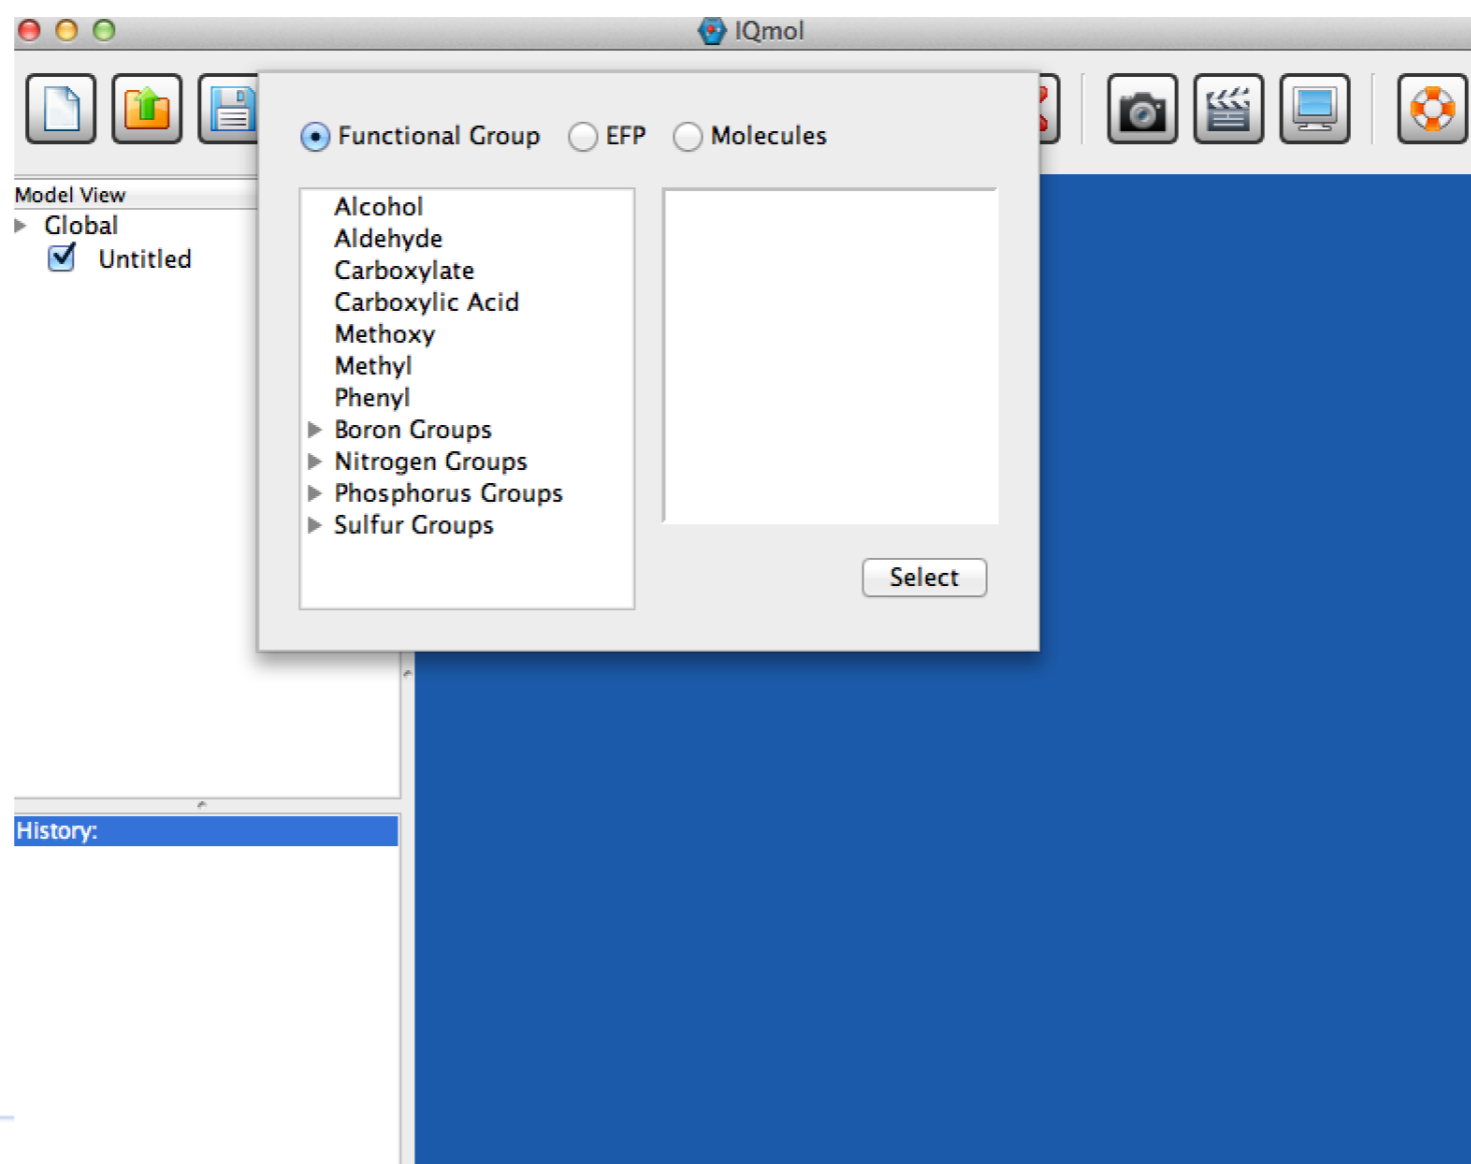 IQmol
Functional Group EFP Molecules
Model View
Global
Untitled
Alcohol
Aldehyde
Carboxylate
Carboxylic Acid
Methoxy
Methyl
Phenyl
Boron Groups
Nitrogen Groups
Phosphorus Groups
Sulfur Groups
Select
History: